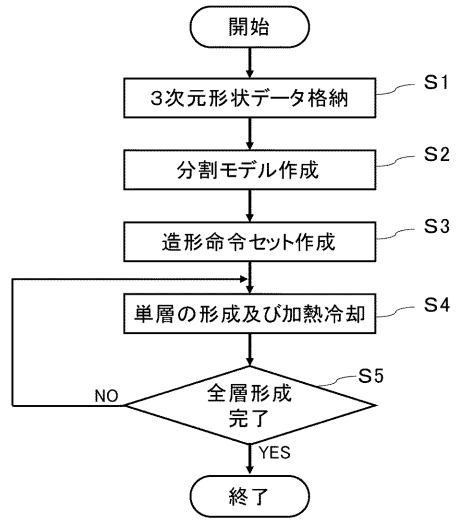 開始
３次元形状データ格納
S1
分割モデル作成
S2
造形命令セット作成
S3
単層の形成及び加熱冷却
S4
全層形成
完了
S5
NO
YES
終了